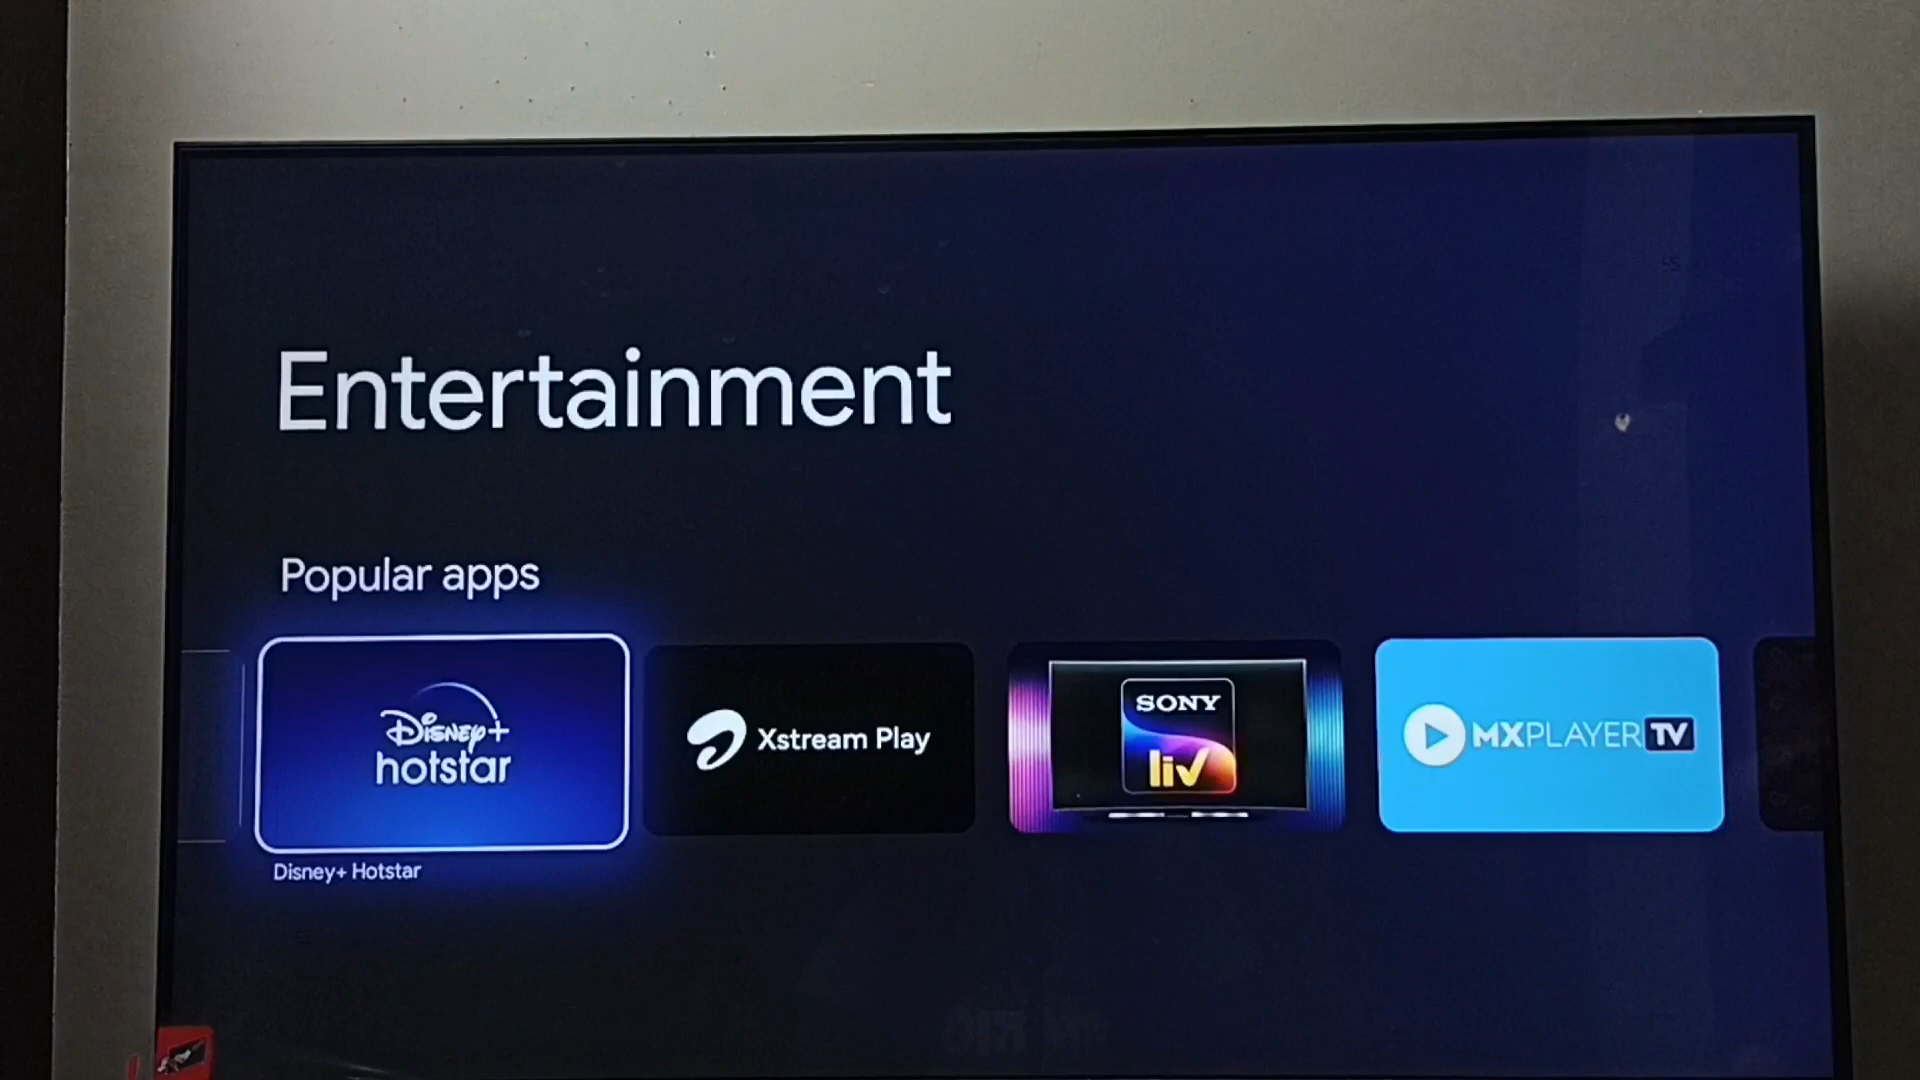 Entertainment
Popular apps
Disney+
hotstar
Xstream Play
SONY
liv
MXPLAYER TV
Disney+ Hotstar